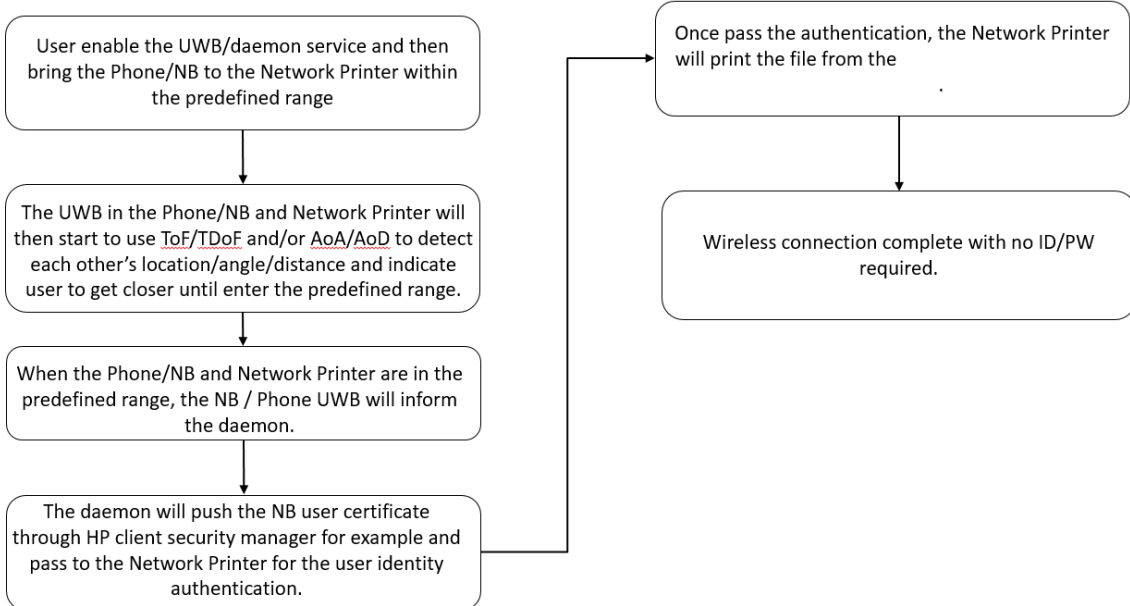 User enable the UWB/daemon service and then
bring the Phone/NB to the Network Printer within
the predefined range
The UWB in the Phone/NB and Network Printer will
then start to use ToF/TDoF and/or AoA/AoD to detect
each other’s location/angle/distance and indicate
user to get closer until enter the predefined range.
When the Phone/NB and Network Printer are in the
predefined range, the NB / Phone UWB will inform
the daemon.
The daemon will push the NB user certificate
through HP client security manager for example and
pass to the Network Printer for the user identity
authentication.
Once pass the authentication, the Network Printer
will print the file from the
.
Wireless connection complete with no ID/PW
required.